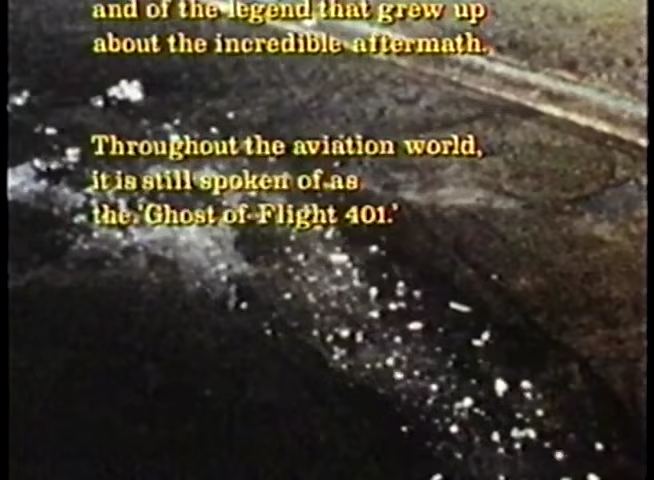 and of the legend that grew up
about the incredible aftermath.
Throughout the aviation world,
it is still spoken of as
the 'Ghost of Flight 401.'